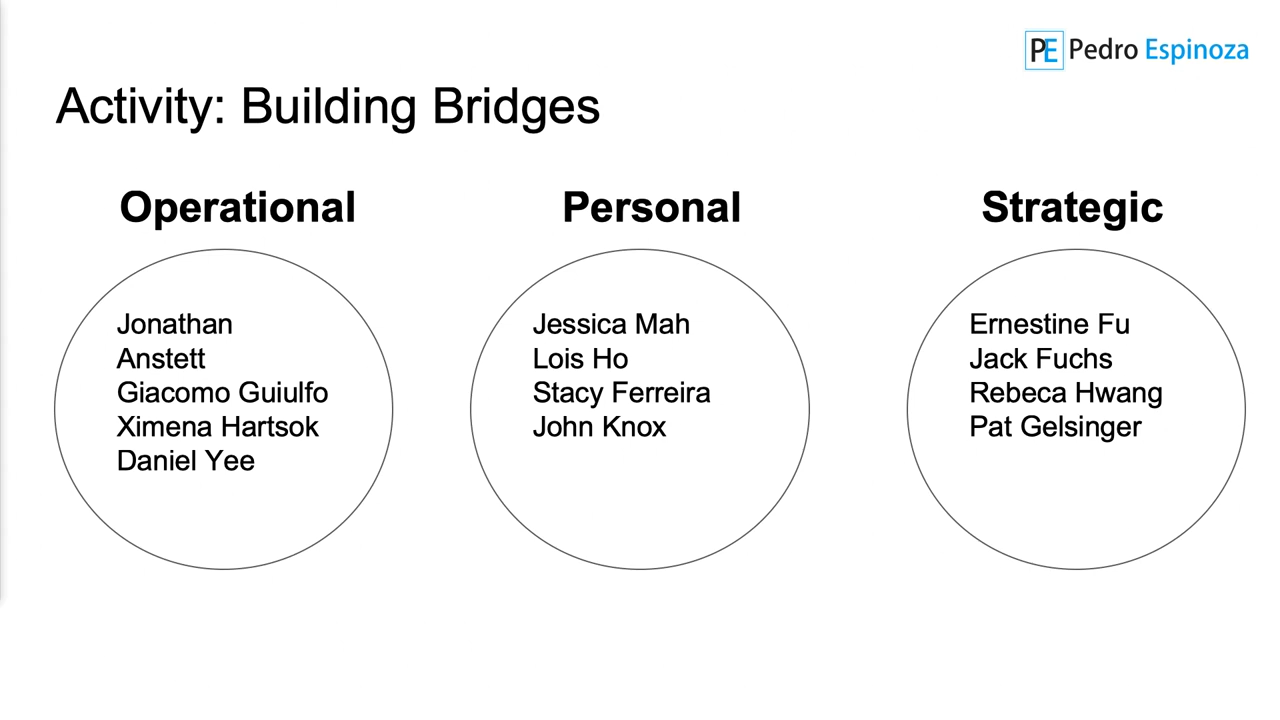 PE Pedro Espinoza
Activity: Building Bridges
Operational
Jonathan
Anstett
Giacomo Guiulfo
Ximena Hartsok
Daniel Yee
Personal
Jessica Mah
Lois Ho
Stacy Ferreira
John Knox
Strategic
Ernestine Fu
Jack Fuchs
Rebeca Hwang
Pat Gelsinger